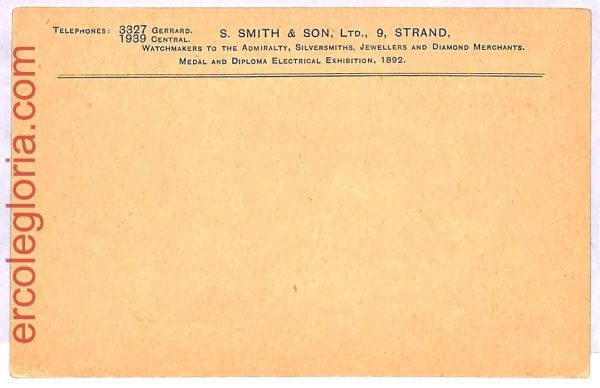 TELEPHONES: 3327 GERRARD.
1939 CENTRAL.
S. SMITH & SON, LTD., 9, STRAND,
WATCHMAKERS TO THE ADMIRALTY, SILVERSMITHS, JEWELLERS AND DIAMOND MERCHANTS.
MEDAL AND DIPLOMA ELECTRICAL EXHIBITION, 1892.
ercolegloria.com